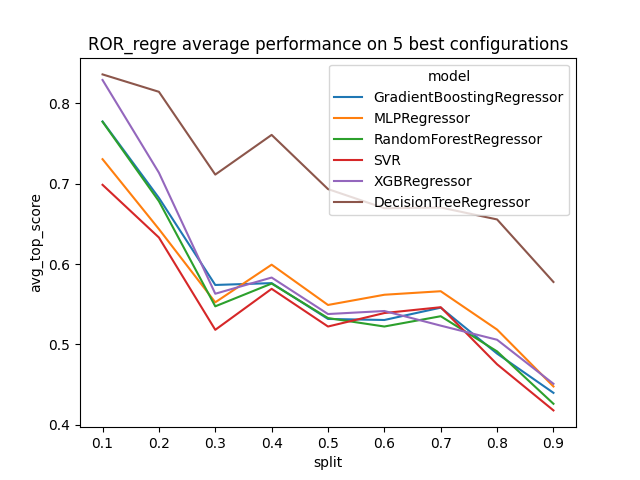 ROR_regre average performance on 5 best configurations
model
GradientBoostingRegressor
MLPRegressor
RandomForestRegressor
SVR
XGBRegressor
DecisionTreeRegressor
avg_top_score
0.8
0.7
0.6
0.5
0.4
0.1 0.2 0.3 0.4 0.5 0.6 0.7 0.8 0.9
split